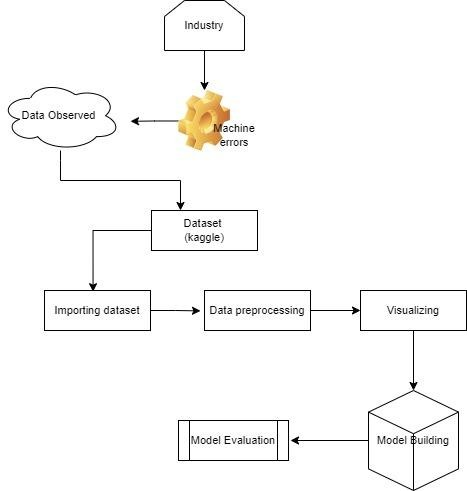 Industry
Data Observed
Machine
errors
Dataset
(kaggle)
Importing dataset
Data preprocessing
Visualizing
Model Building
Model Evaluation